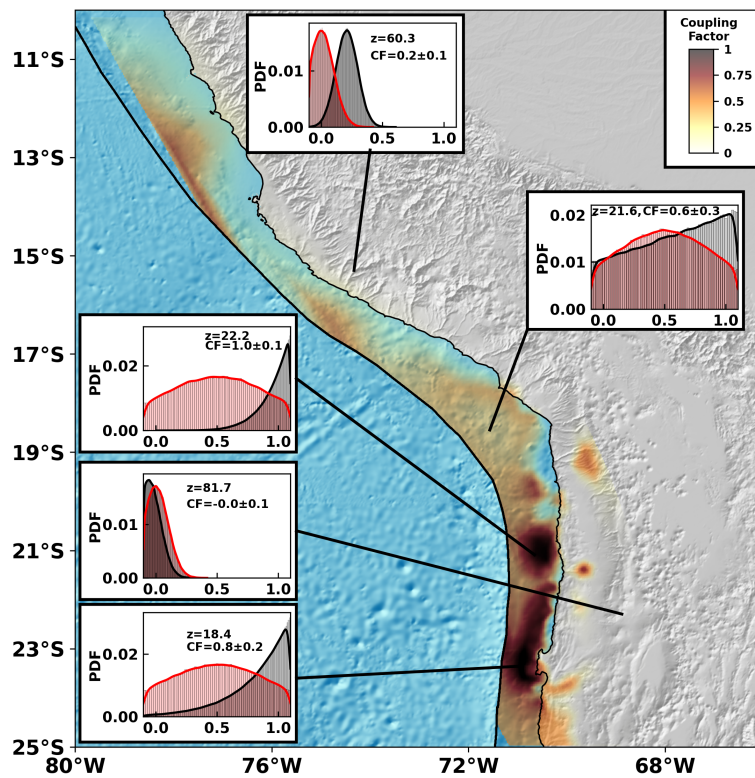 Coupling
Factor
1
0.75
0.5
0.25
0
z=60.3
CF=0.2±0.1
PDF
0.01
0.00
0.0 0.5 1.0
z=21.6,CF=0.6±0.3
PDF
0.02
0.01
0.00
0.0 0.5 1.0
z=22.2
CF=1.0±0.1
PDF
0.02
0.00
0.0 0.5 1.0
z=81.7
CF=-0.0±0.1
PDF
0.01
0.00
0.0 0.5 1.0
z=18.4
CF=0.8±0.2
PDF
0.02
0.00
0.0 0.5 1.0
11°S
13°S
15°S
17°S
19°S
21°S
23°S
25°S
80°W 76°W 72°W 68°W